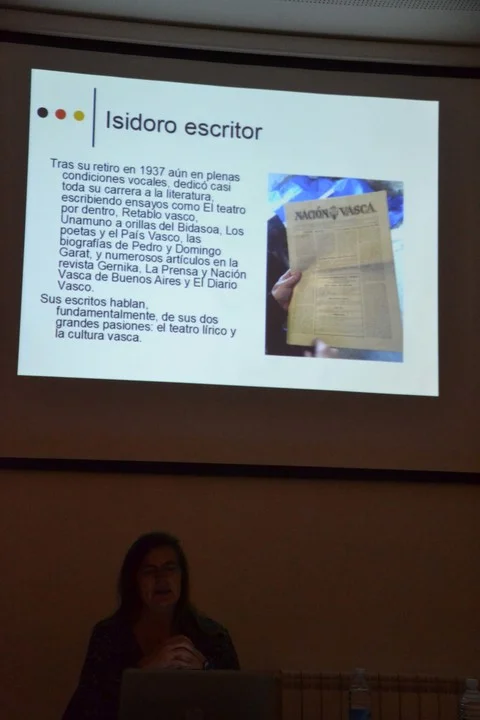 Isidoro escritor
Tras su retiro en 1937 aún en plenas
condiciones vocales, dedicó casi
toda su carrera a la literatura,
escribiendo ensayos como El teatro
por dentro, Retablo vasco,
Unamuno a orillas del Bidasoa, Los
poetas y el País Vasco, las
biografías de Pedro y Domingo
Garat, y numerosos artículos en la
revista Gernika, La Prensa y Nación
Vasca de Buenos Aires y El Diario
Vasco.
Sus escritos hablan,
fundamentalmente, de sus dos
grandes pasiones: el teatro lírico y
la cultura vasca.
NACIÓN VASCA